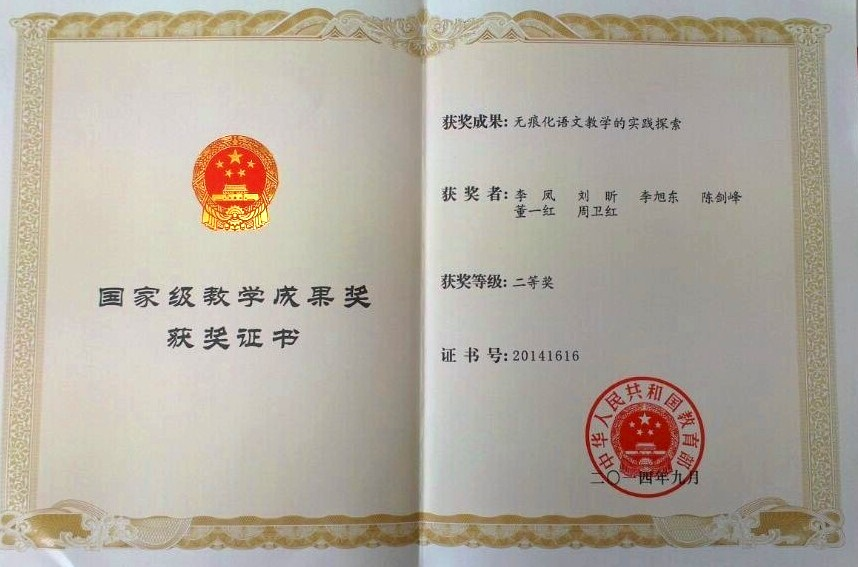 国家级教学成果奖
获奖证书
获奖成果: 无痕化语文教学的实践探索
获 奖 者: 李 凤 刘 昕 李旭东 陈剑峰
董一红 周卫红
获奖等级: 二等奖
证 书 号: 20141616
中华人民共和国教育部
二〇一四年九月